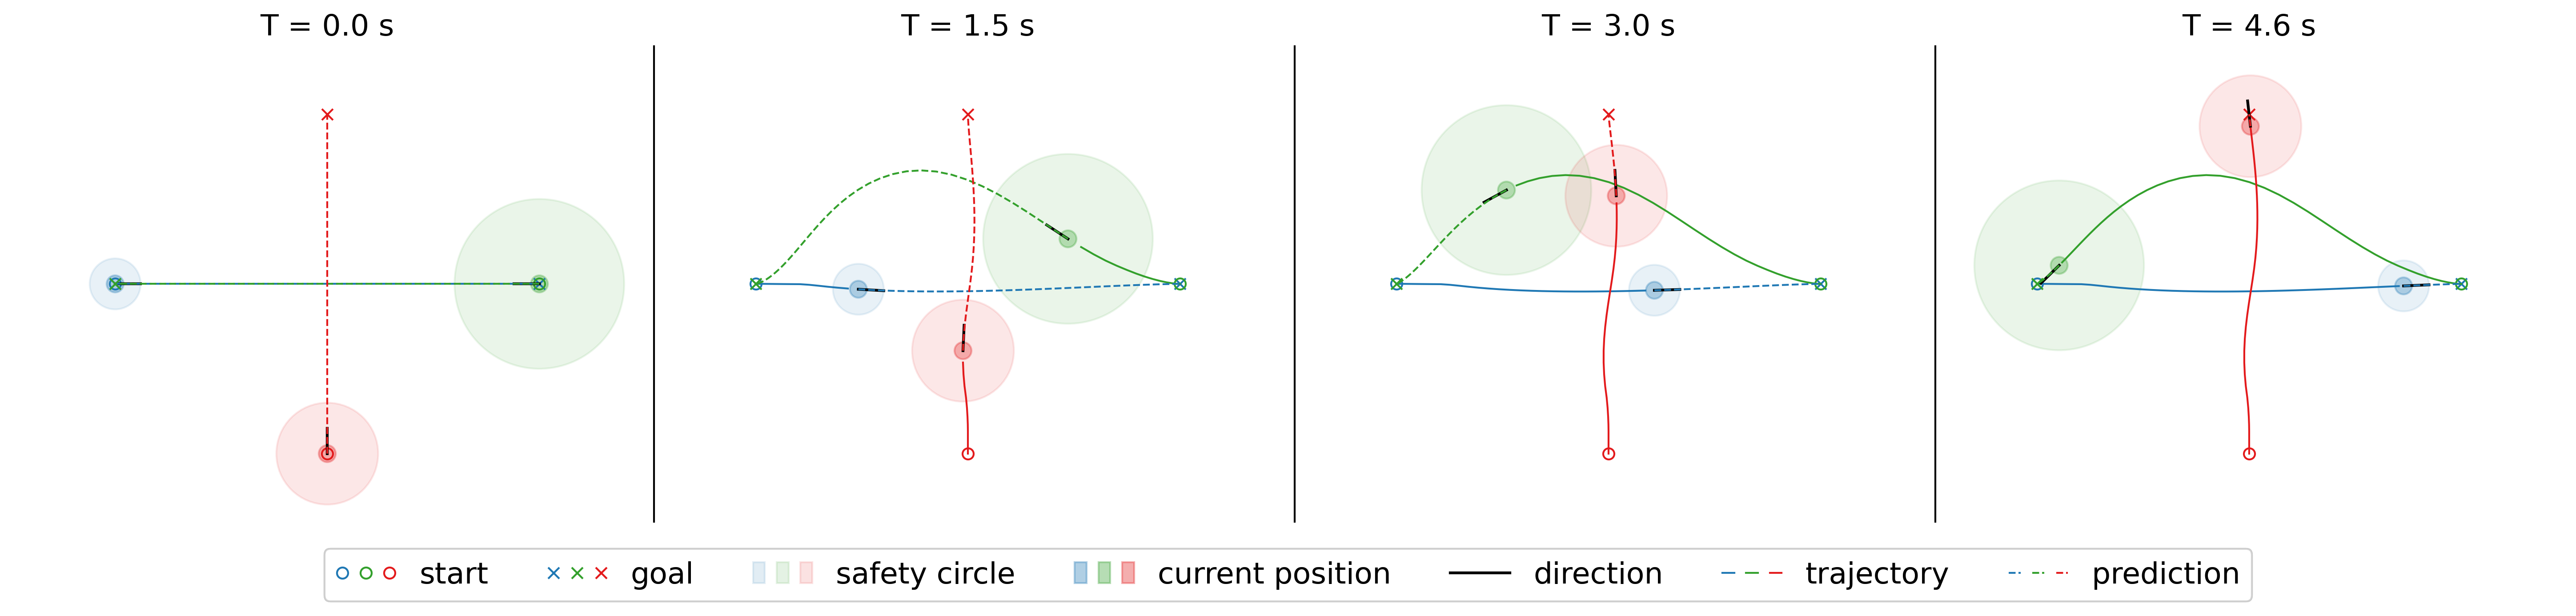 T = 0.0 s
T = 1.5 s
T = 3.0 s
T = 4.6 s
start goal safety circle current position direction trajectory prediction